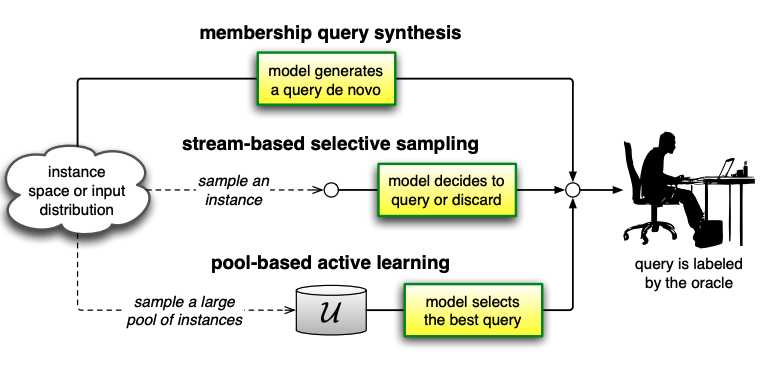 membership query synthesis
model generates
a query de novo
stream-based selective sampling
instance
space or input
distribution
sample an
instance
model decides to
query or discard
pool-based active learning
sample a large
pool of instances
U
model selects
the best query
query is labeled
by the oracle